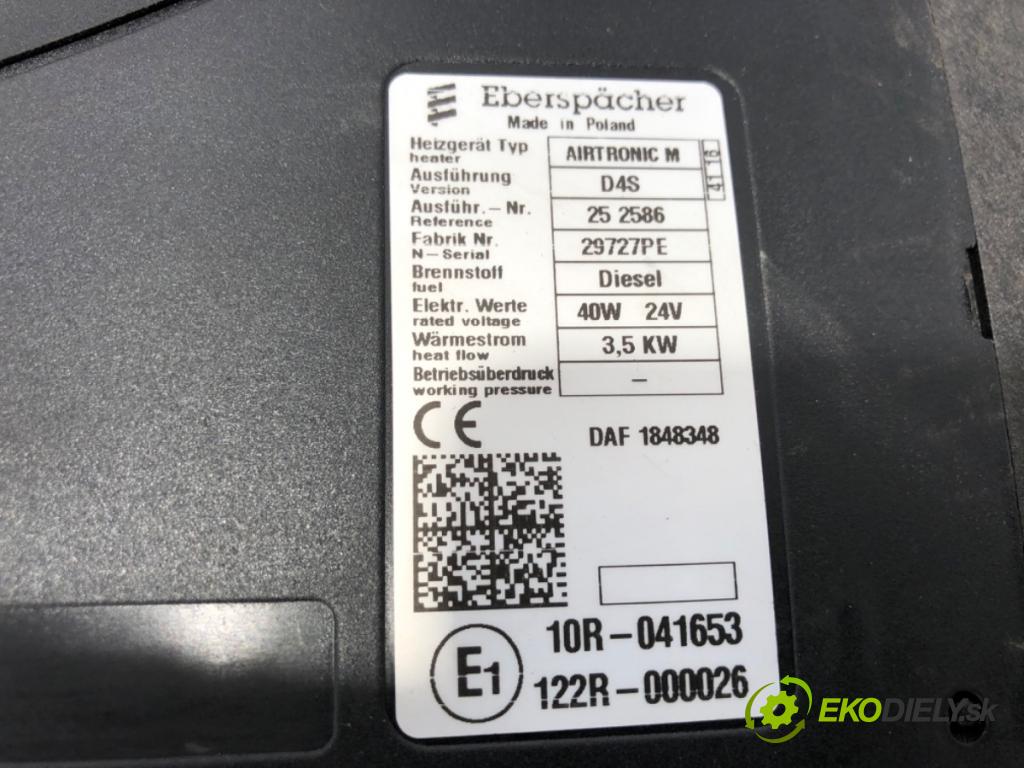 Eberspächer
Made in Poland
Heizgerät Typ AIRTRONIC M
heater
41 16
Ausführung D4S
Version
Ausführ.-Nr. 25 2586
Reference
Fabrik Nr. 29727PE
N-Serial
Brennstoff Diesel
fuel
Elektr. Werte 40W 24V
rated voltage
Wärmestrom 3,5 KW
heat flow
Betriebsüberdruck –
working pressure
CE DAF 1848348
E1 10R-041653
122R-000026
EKODIELY.sk